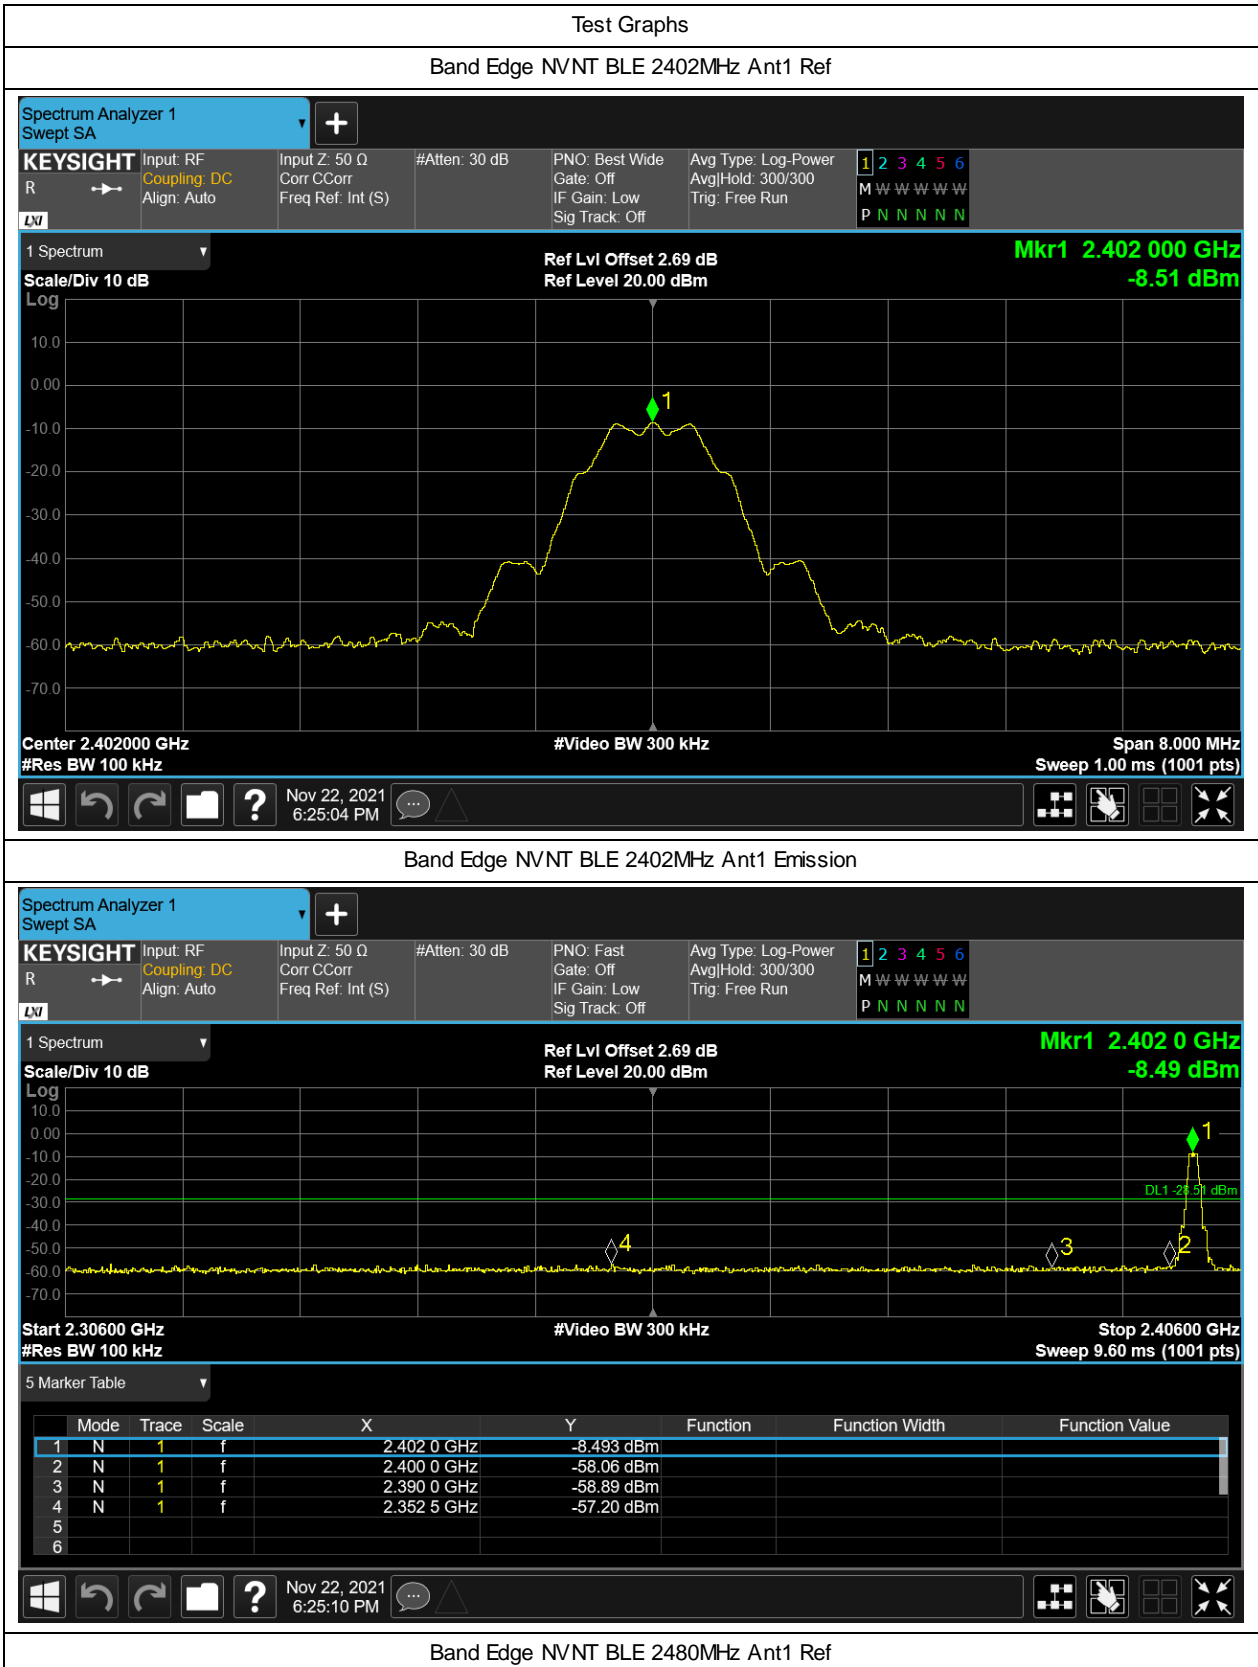 Test Graphs
Band Edge NVNT BLE 2402MHz Ant1 Ref
Spectrum Analyzer 1
Swept SA
KEYSIGHT Input: RF Input Z: 50 Ω #Atten: 30 dB PNO: Best Wide Avg Type: Log-Power 1 2 3 4 5 6
R Coupling: DC Corr CCorr Gate: Off Avg|Hold: 300/300 M W W W W W
Align: Auto Freq Ref: Int (S) IF Gain: Low Trig: Free Run
LXI Sig Track: Off P N N N N N
1 Spectrum Ref Lvl Offset 2.69 dB Mkr1 2.402 000 GHz
Scale/Div 10 dB Ref Level 20.00 dBm -8.51 dBm
Log
10.0
0.00
1
-10.0
-20.0
-30.0
-40.0
-50.0
-60.0
-70.0
Center 2.402000 GHz #Video BW 300 kHz Span 8.000 MHz
#Res BW 100 kHz Sweep 1.00 ms (1001 pts)
? Nov 22, 2021
6:25:04 PM
Band Edge NVNT BLE 2402MHz Ant1 Emission
Spectrum Analyzer 1
Swept SA
KEYSIGHT Input: RF Input Z: 50 Ω #Atten: 30 dB PNO: Fast Avg Type: Log-Power 1 2 3 4 5 6
R Coupling: DC Corr CCorr Gate: Off Avg|Hold: 300/300 M W W W W W
Align: Auto Freq Ref: Int (S) IF Gain: Low Trig: Free Run
LXI Sig Track: Off P N N N N N
1 Spectrum Ref Lvl Offset 2.69 dB Mkr1 2.402 0 GHz
Scale/Div 10 dB Ref Level 20.00 dBm -8.49 dBm
Log
10.0
0.00 1
-10.0
-20.0
DL1 -28.51 dBm
-30.0
-40.0
-50.0 4 3 2
-60.0
-70.0
Start 2.30600 GHz #Video BW 300 kHz Stop 2.40600 GHz
#Res BW 100 kHz Sweep 9.60 ms (1001 pts)
5 Marker Table
Mode Trace Scale X Y Function Function Width Function Value
1 N 1 f 2.402 0 GHz -8.493 dBm
2 N 1 f 2.400 0 GHz -58.06 dBm
3 N 1 f 2.390 0 GHz -58.89 dBm
4 N 1 f 2.352 5 GHz -57.20 dBm
5
6
? Nov 22, 2021
6:25:10 PM
Band Edge NVNT BLE 2480MHz Ant1 Ref